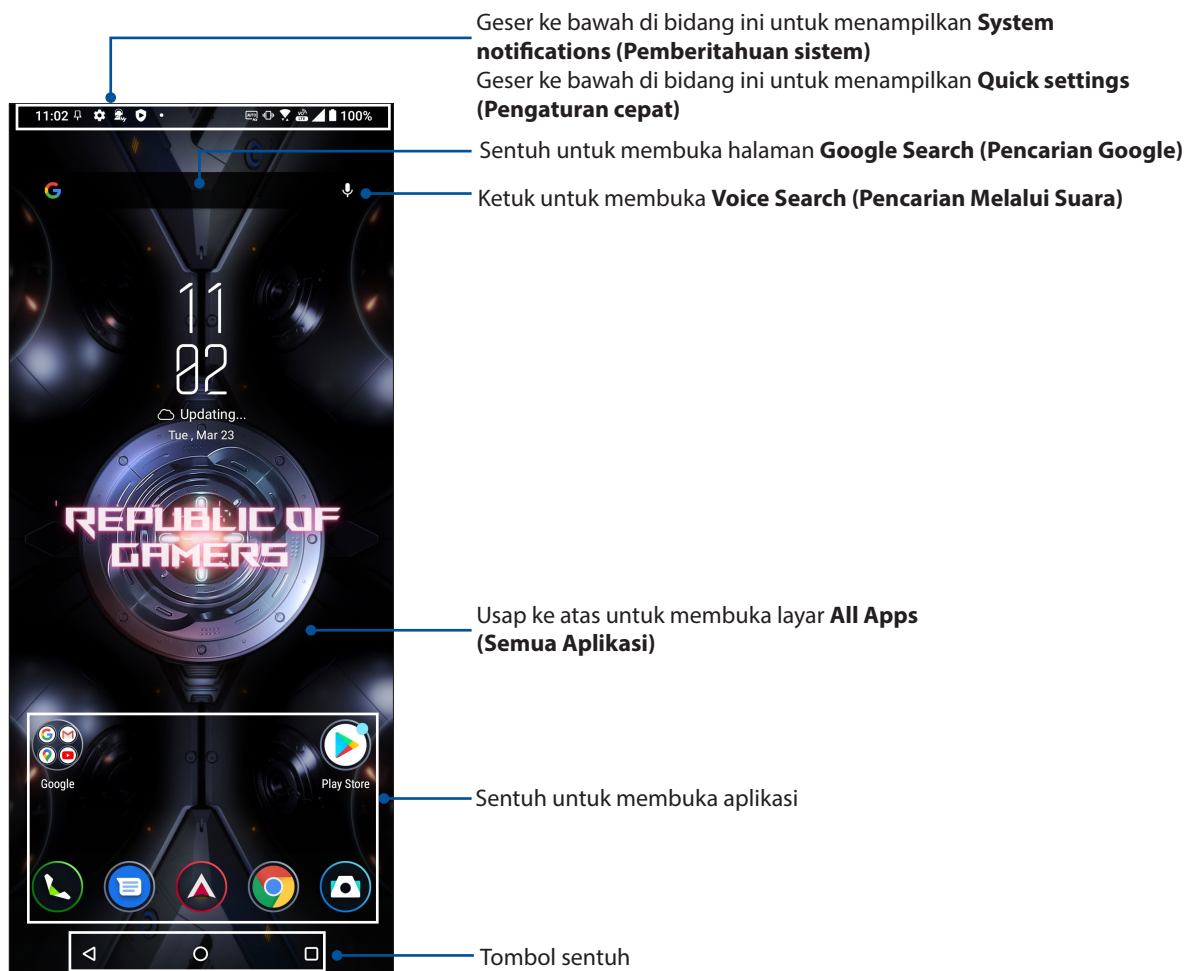 Geser ke bawah di bidang ini untuk menampilkan System
notifications (Pemberitahuan sistem)
Geser ke bawah di bidang ini untuk menampilkan Quick settings
(Pengaturan cepat)
11:02
100%
Sentuh untuk membuka halaman Google Search (Pencarian Google)
Ketuk untuk membuka Voice Search (Pencarian Melalui Suara)
11
02
Updating...
Tue , Mar 23
REPUBLIC OF
GAMERS
Usap ke atas untuk membuka layar All Apps
(Semua Aplikasi)
Google
Play Store
Sentuh untuk membuka aplikasi
Tombol sentuh